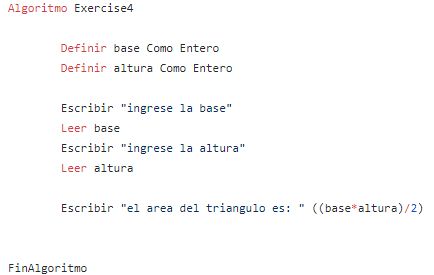 Algoritmo Exercise4
Definir base Como Entero
Definir altura Como Entero
Escribir "ingrese la base"
Leer base
Escribir "ingrese la altura"
Leer altura
Escribir "el area del triangulo es: " ((base*altura)/2)
FinAlgoritmo